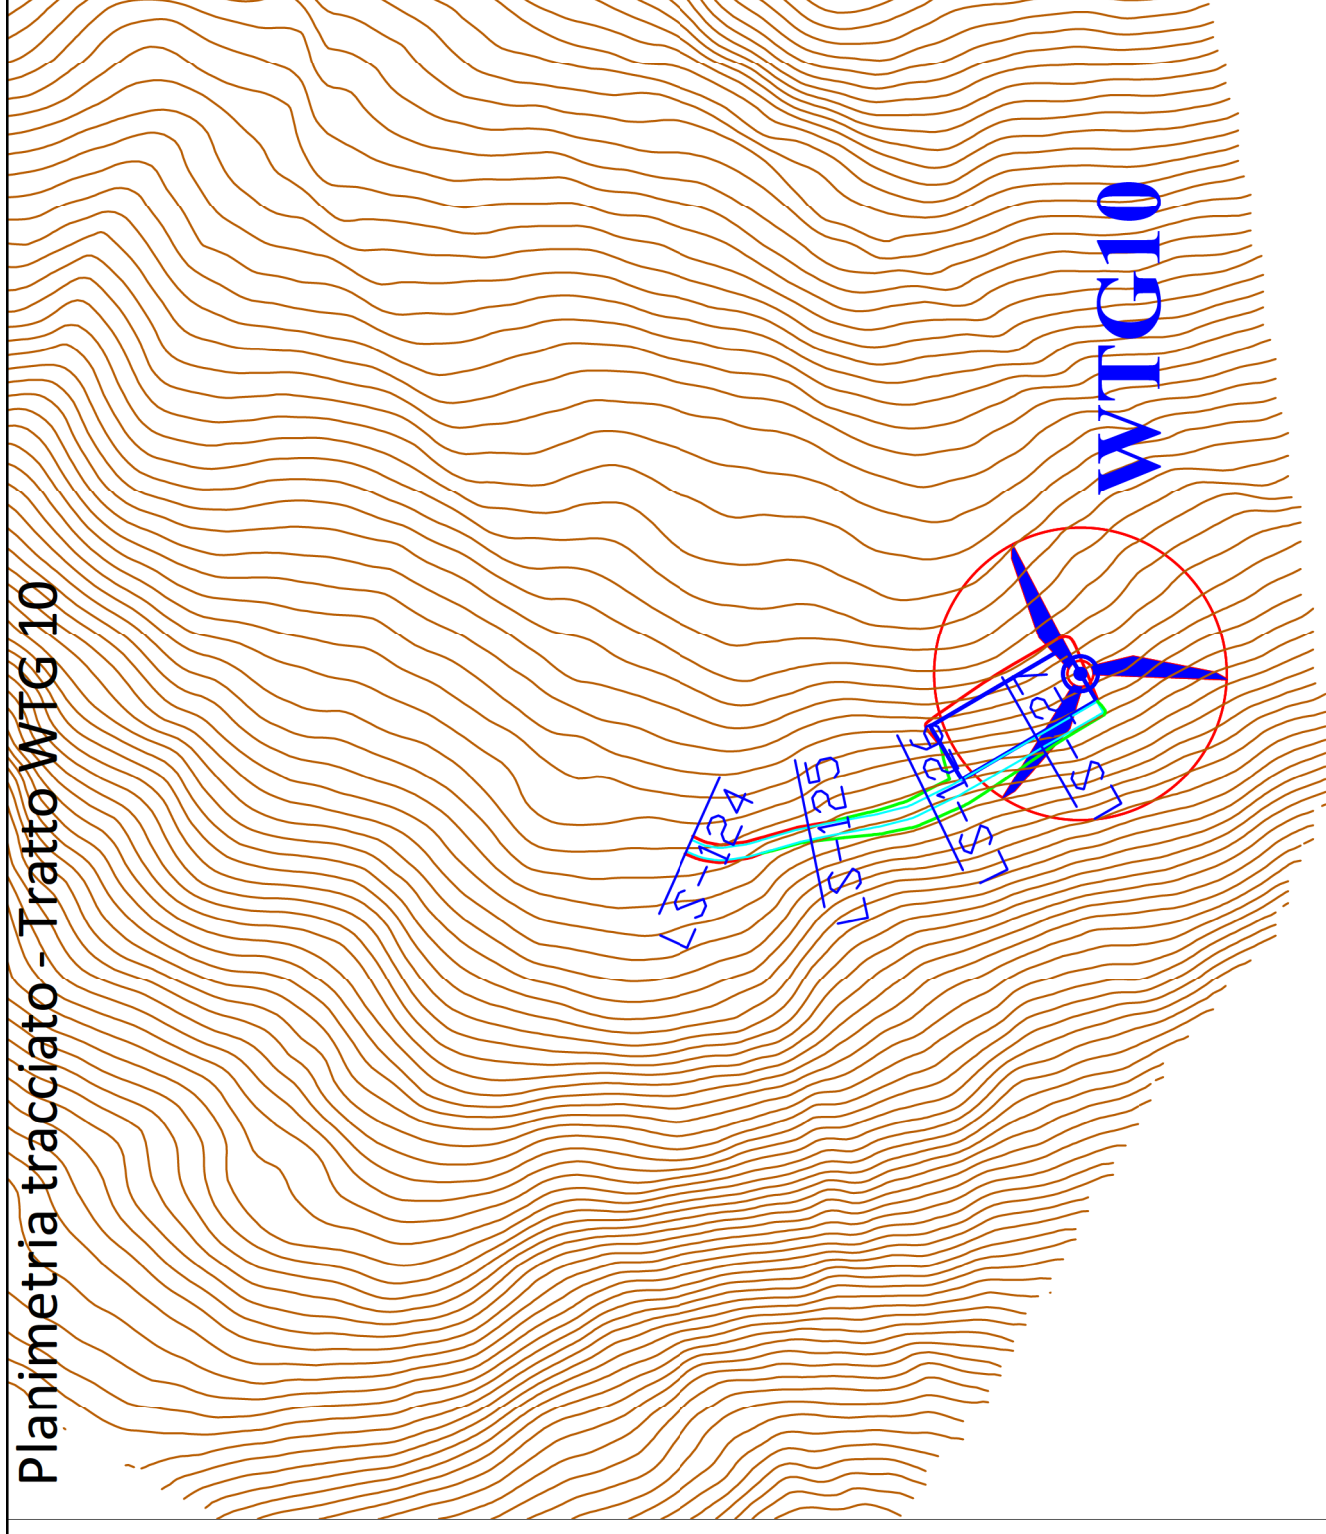 Planimetria tracciato - Tratto WTG 10
WTG10
LS-124
LS-125
LS-126
LS-127